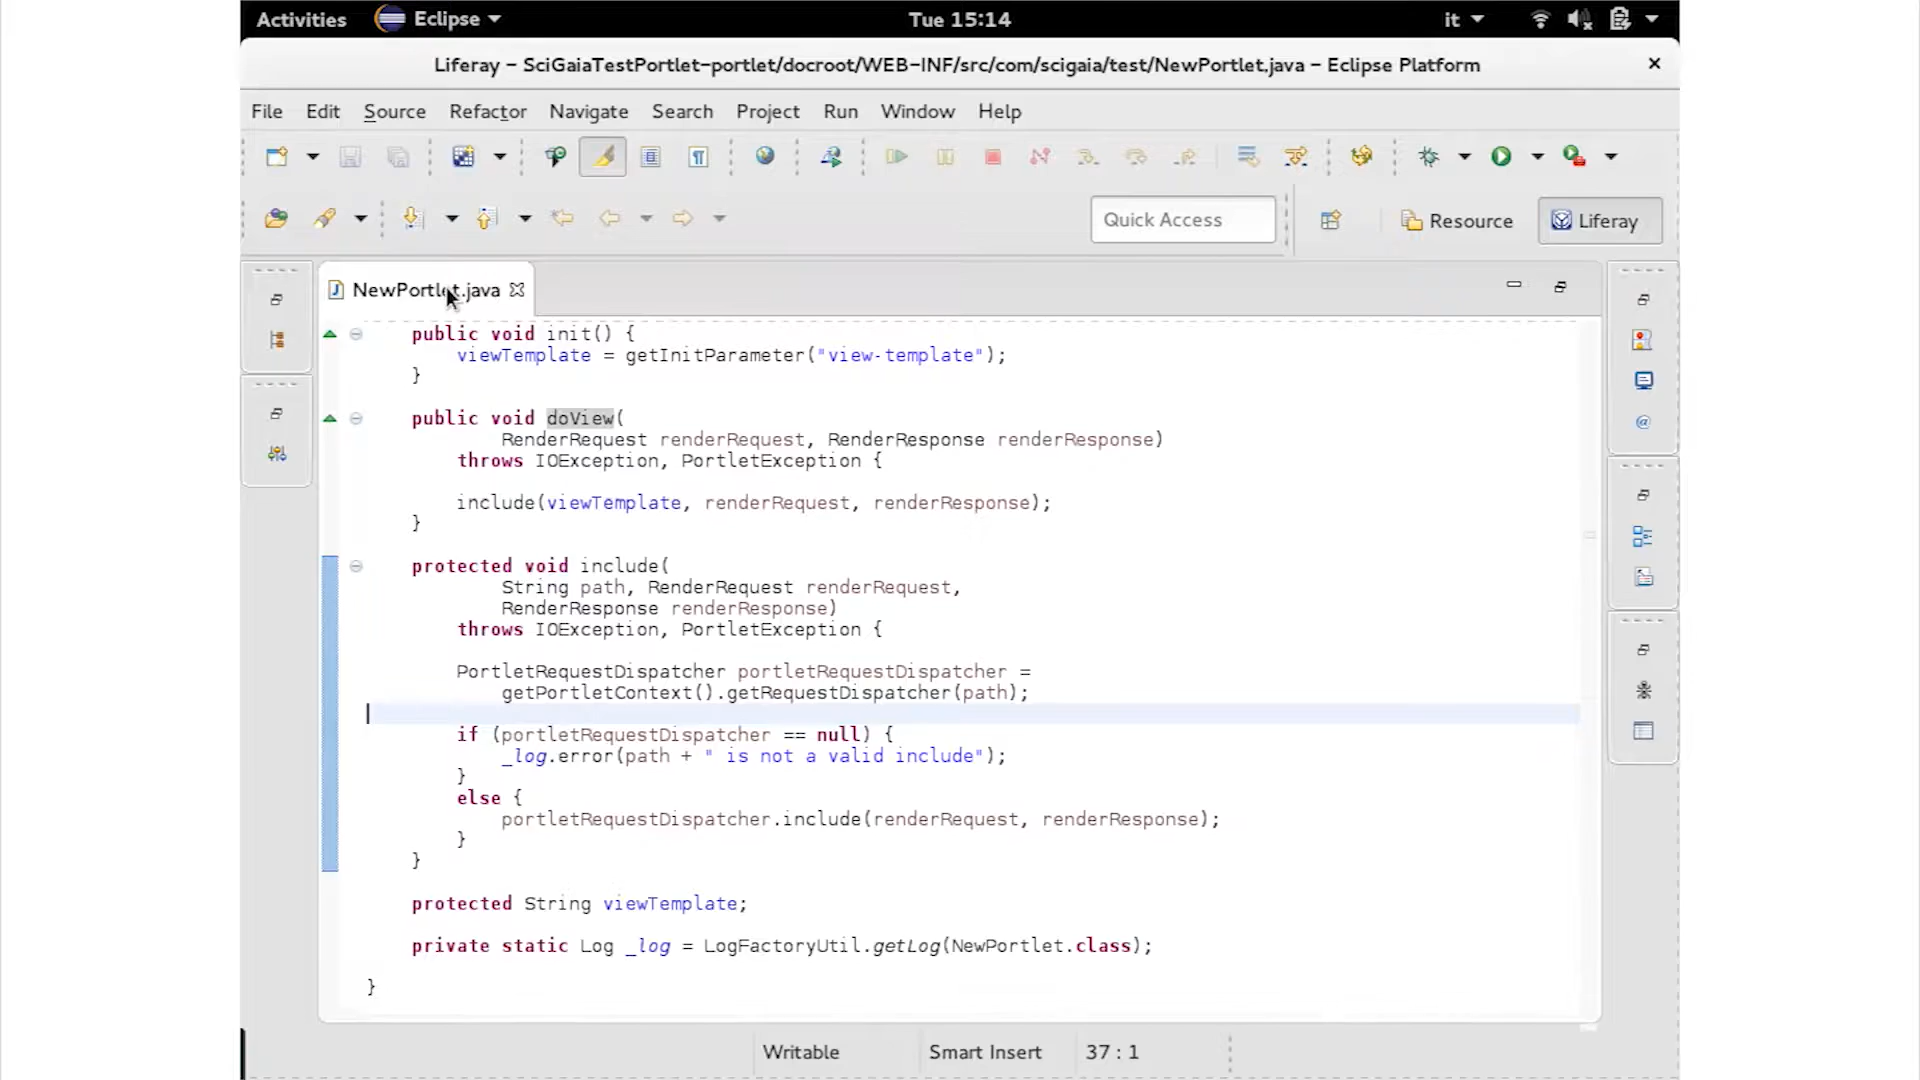 Activities Eclipse Tue 15:14 it
Liferay – SciGaiaTestPortlet-portlet/docroot/WEB-INF/src/com/scigaia/test/NewPortlet.java – Eclipse Platform
File Edit Source Refactor Navigate Search Project Run Window Help
Quick Access Resource Liferay
NewPortlet.java
public void init() {
viewTemplate = getInitParameter("view-template");
}
public void doView(
RenderRequest renderRequest, RenderResponse renderResponse)
throws IOException, PortletException {
include(viewTemplate, renderRequest, renderResponse);
}
protected void include(
String path, RenderRequest renderRequest,
RenderResponse renderResponse)
throws IOException, PortletException {
PortletRequestDispatcher portletRequestDispatcher =
getPortletContext().getRequestDispatcher(path);
if (portletRequestDispatcher == null) {
_log.error(path + " is not a valid include");
}
else {
portletRequestDispatcher.include(renderRequest, renderResponse);
}
}
protected String viewTemplate;
private static Log _log = LogFactoryUtil.getLog(NewPortlet.class);
}
Writable Smart Insert 37 : 1